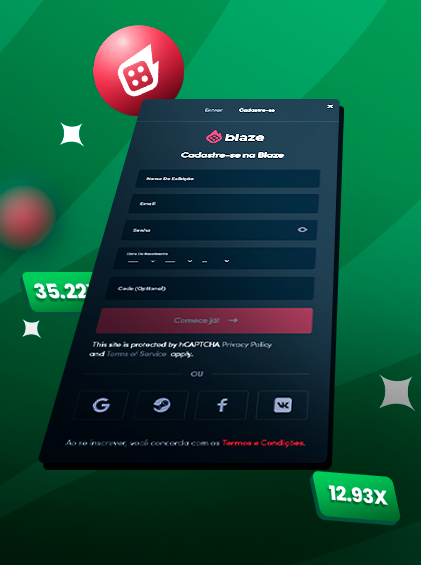 Entrar Cadastre-se
blaze
Cadastre-se na Blaze
Nome De Exibição
Email
Senha
Data De Nascimento
Code (Optional)
Comece já! →
This site is protected by hCAPTCHA Privacy Policy
and Terms of Service apply.
OU
Ao se inscrever, você concorda com os Termos e Condições.
35.22
12.93X